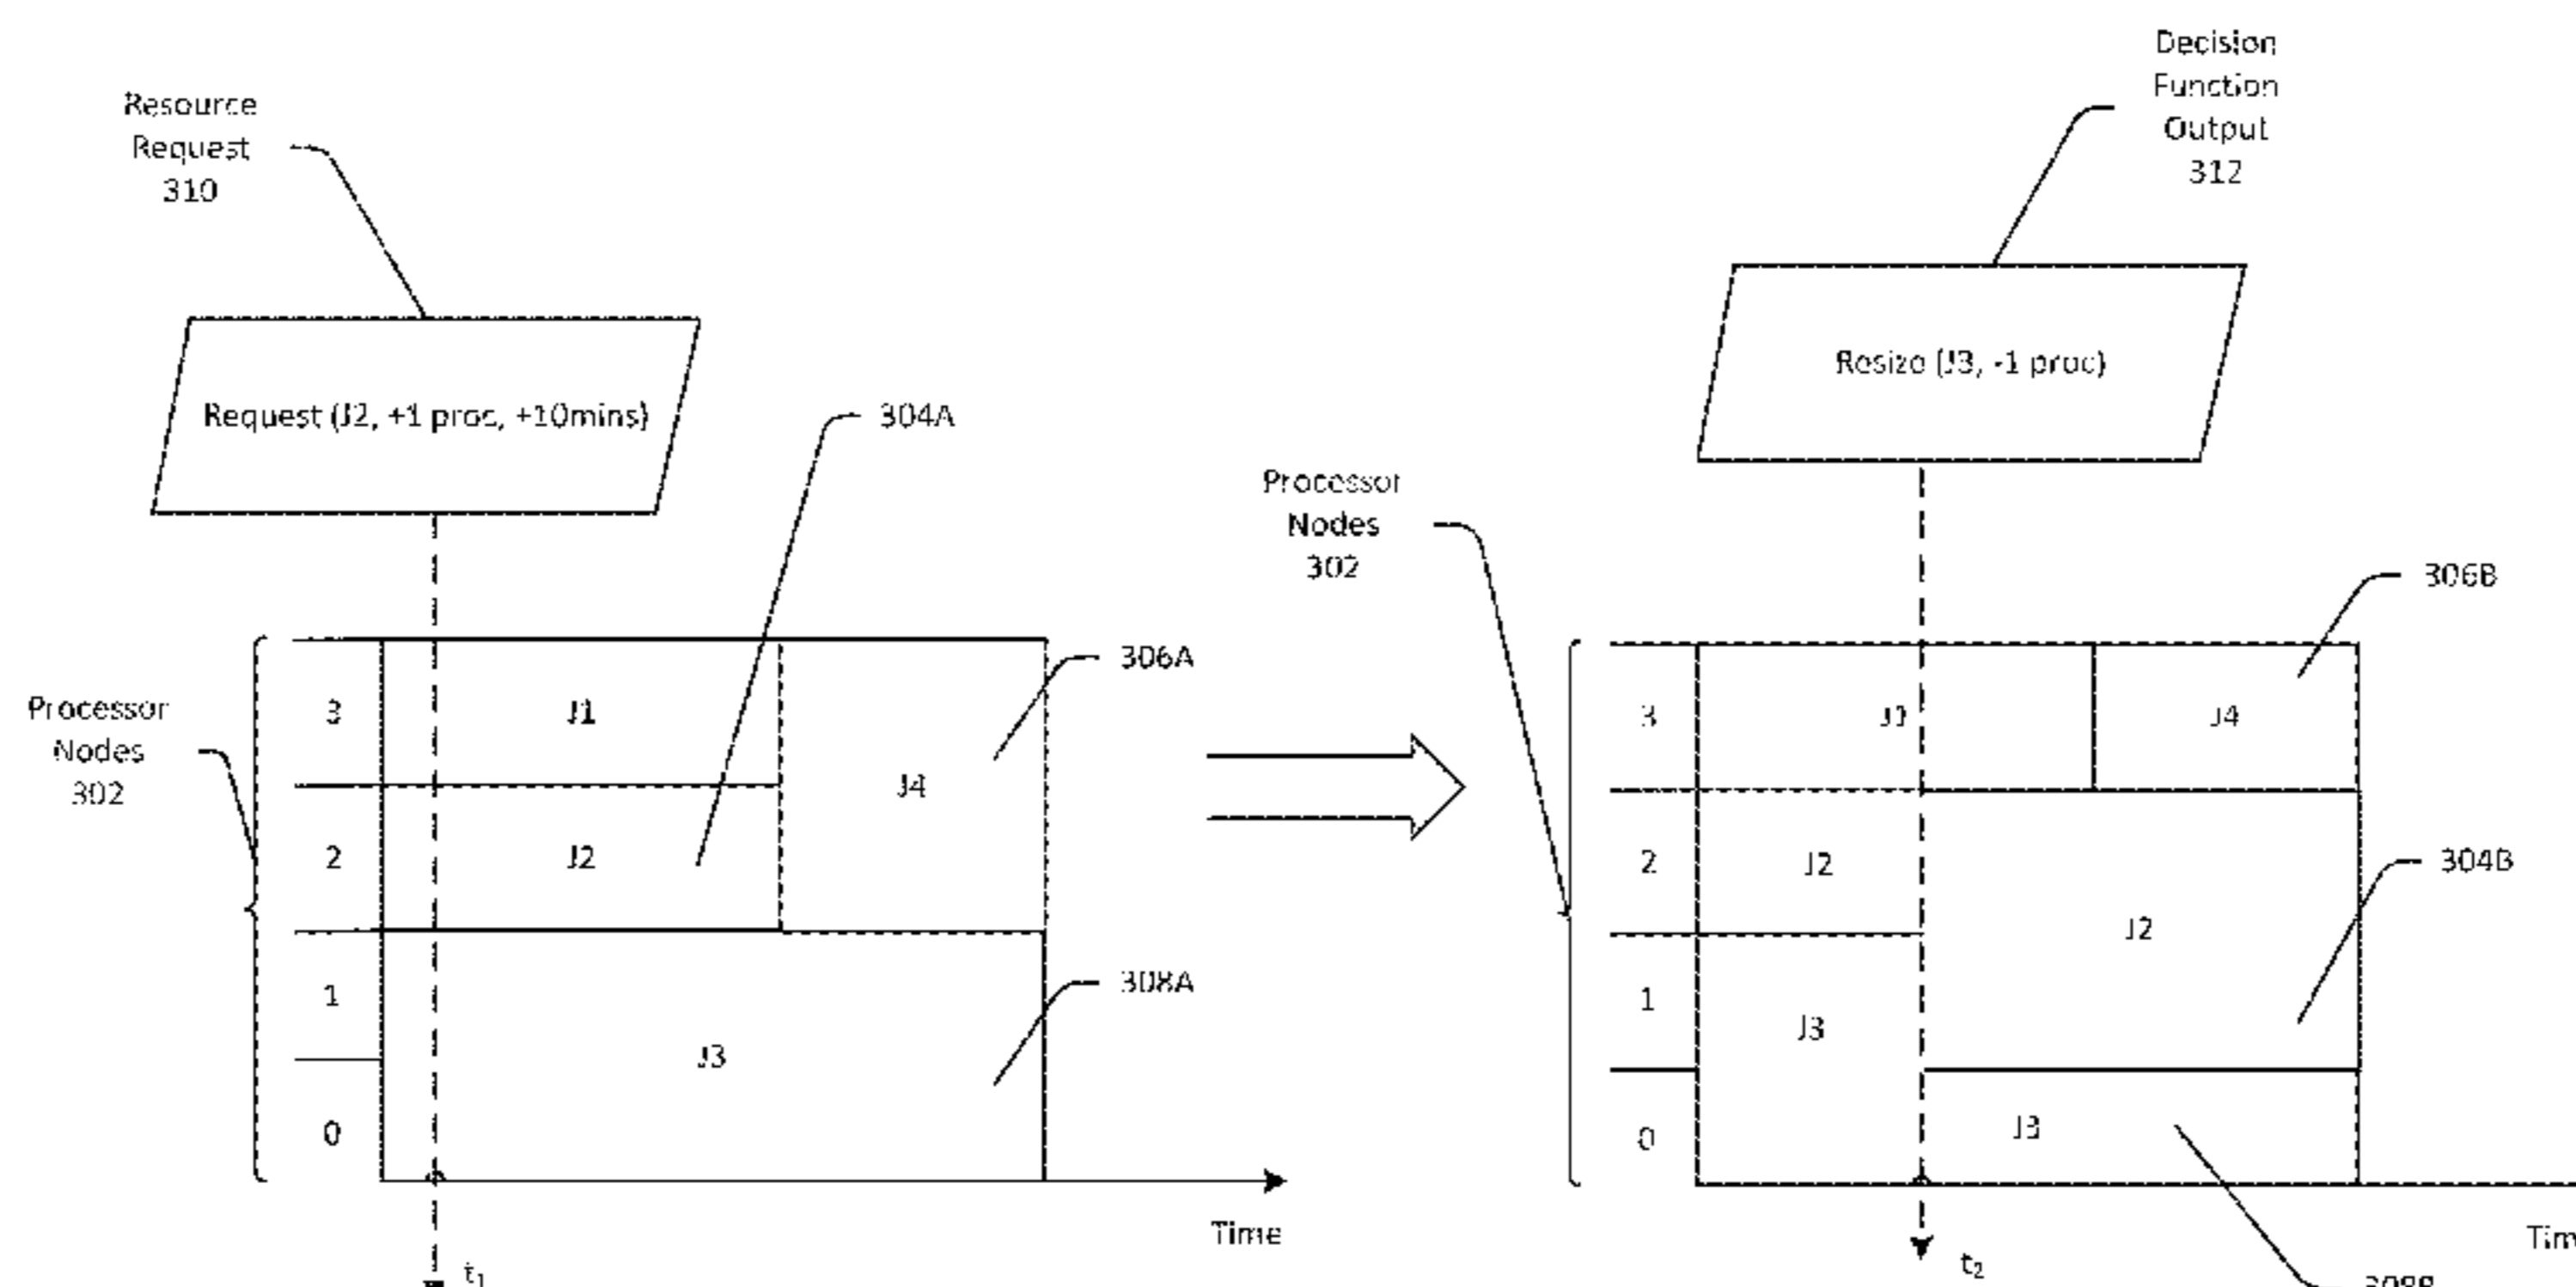 Resource
Request
310
Request (J2, +1 proc, +10mins)
304A
Processor
Nodes
302
3
2
1
0
J1
J2
J4
J3
306A
308A
Time
t1
Decision
Function
Output
312
Resize (J3, -1 proc)
Processor
Nodes
302
3
2
1
0
J1
J4
J2
J2
J3
J3
306B
304B
t2